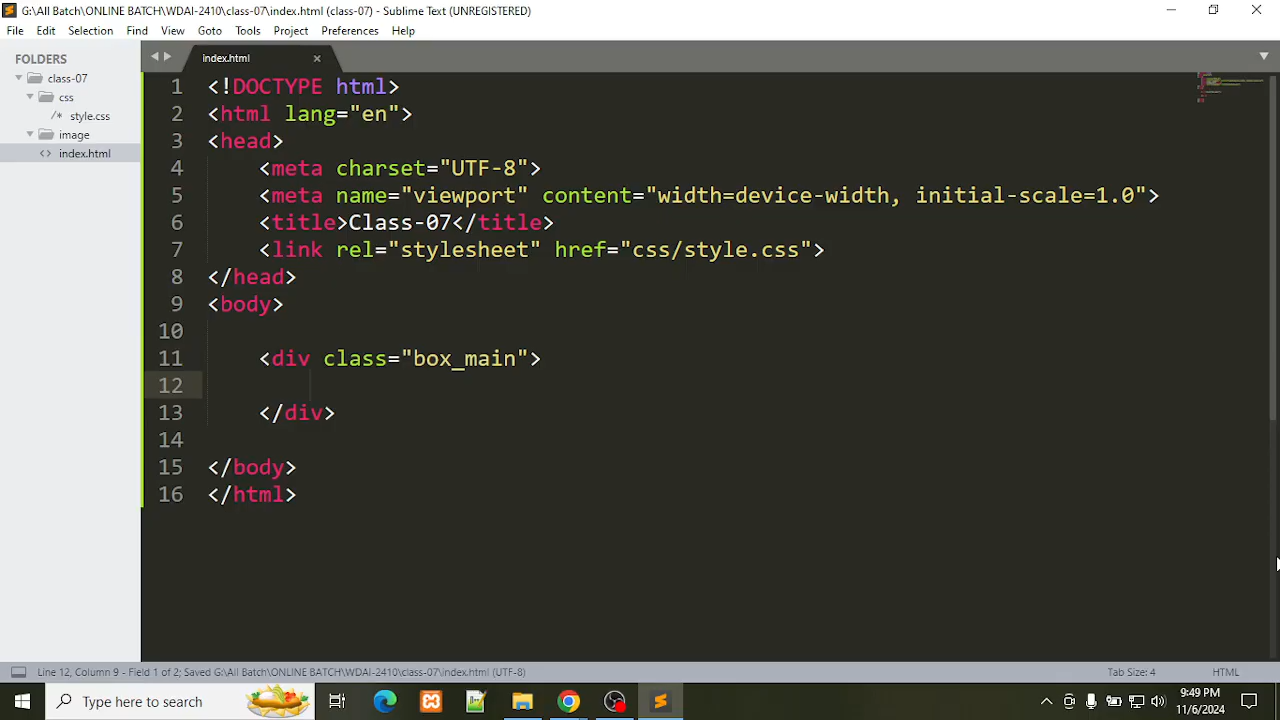 G:\All Batch\ONLINE BATCH\WDAI-2410\class-07\index.html (class-07) - Sublime Text (UNREGISTERED)
File Edit Selection Find View Goto Tools Project Preferences Help
FOLDERS
class-07
css
/* style.css
image
<> index.html
index.html ×
1 <!DOCTYPE html>
2 <html lang="en">
3 <head>
4     <meta charset="UTF-8">
5     <meta name="viewport" content="width=device-width, initial-scale=1.0">
6     <title>Class-07</title>
7     <link rel="stylesheet" href="css/style.css">
8 </head>
9 <body>
10
11     <div class="box_main">
12
13     </div>
14
15 </body>
16 </html>
Line 12, Column 9 - Field 1 of 2; Saved G:\All Batch\ONLINE BATCH\WDAI-2410\class-07\index.html (UTF-8) Tab Size: 4 HTML
Type here to search
9:49 PM
11/6/2024